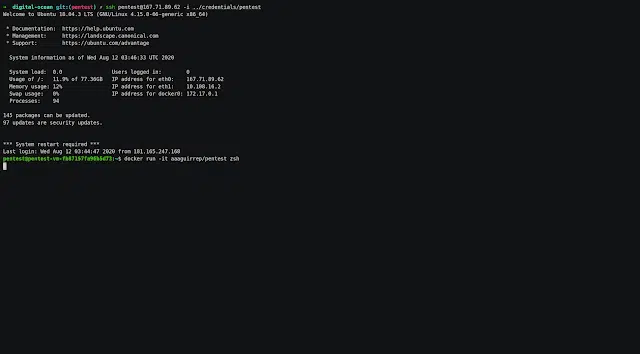 → digital-ocean git:(pentest) ✗ ssh pentest@167.71.89.62 -i ../credentials/pentest
Welcome to Ubuntu 18.04.3 LTS (GNU/Linux 4.15.0-66-generic x86_64)
* Documentation: https://help.ubuntu.com
* Management: https://landscape.canonical.com
* Support: https://ubuntu.com/advantage
System information as of Wed Aug 12 03:46:33 UTC 2020
System load: 0.0 Users logged in: 0
Usage of /: 11.9% of 77.36GB IP address for eth0: 167.71.89.62
Memory usage: 12% IP address for eth1: 10.108.16.2
Swap usage: 0% IP address for docker0: 172.17.0.1
Processes: 94
145 packages can be updated.
97 updates are security updates.
*** System restart required ***
Last login: Wed Aug 12 03:44:47 2020 from 181.165.247.168
:~$ docker run -it aaaguirrep/pentest zsh